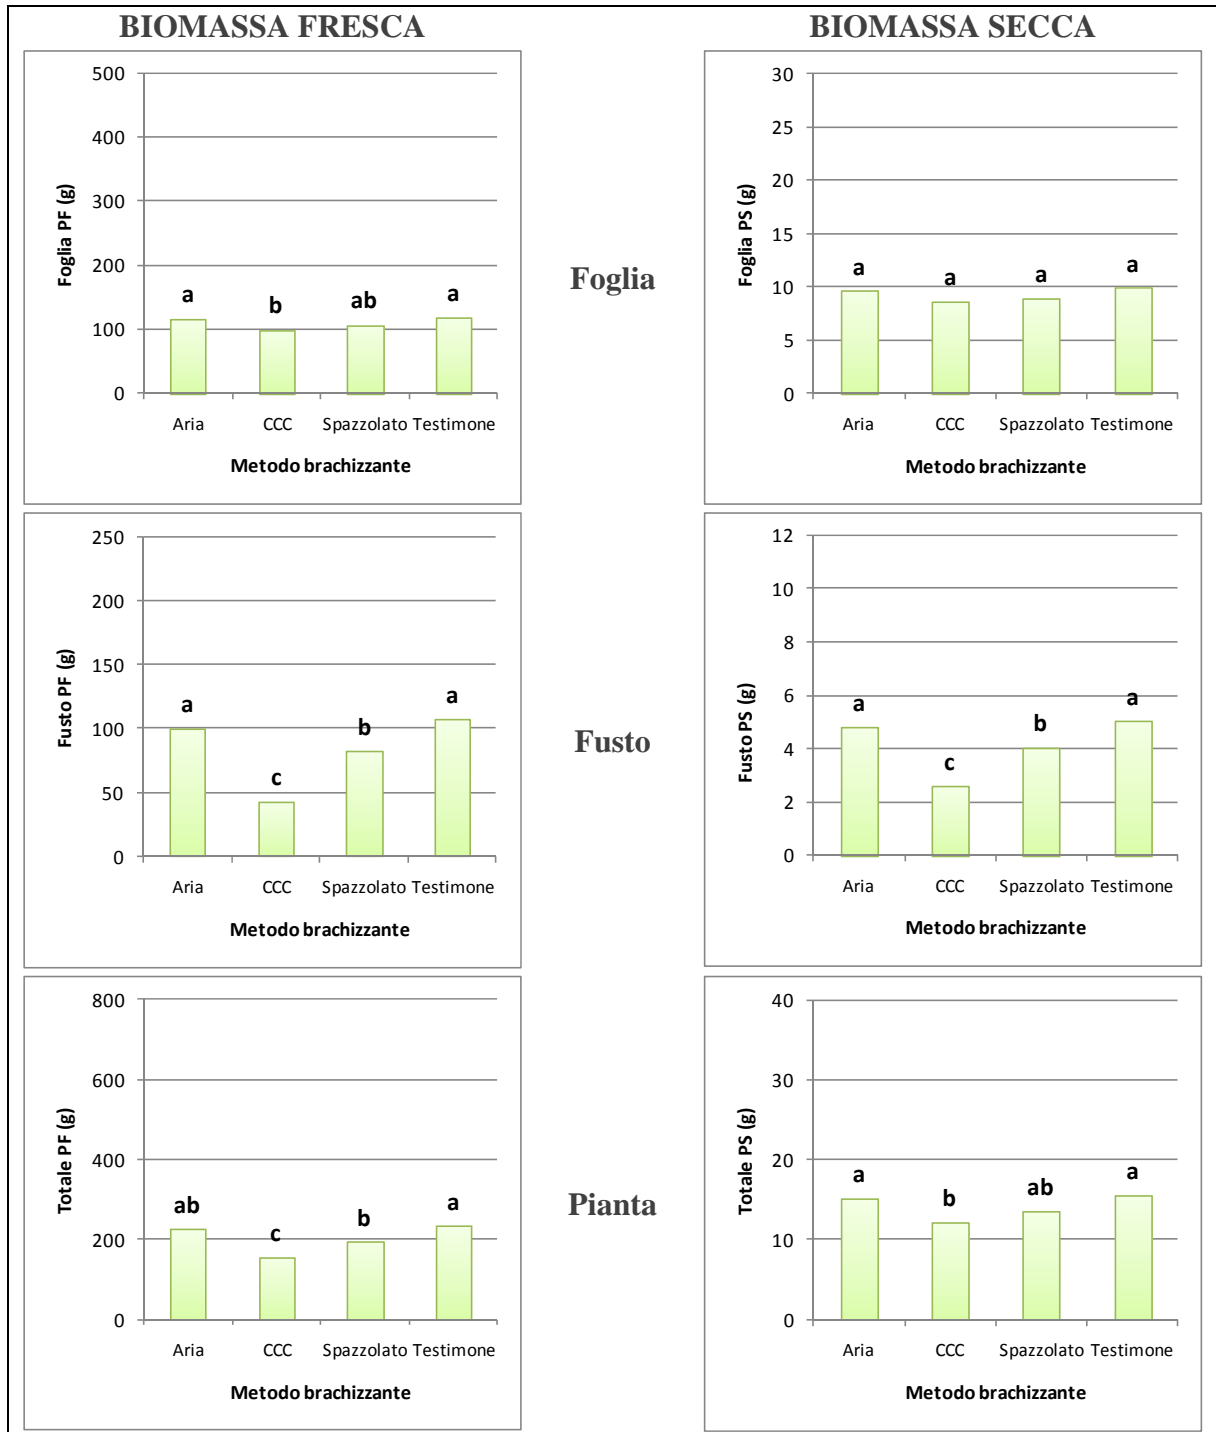 BIOMASSA FRESCA
BIOMASSA SECCA
500
400
300
200
100
0
Foglia PF (g)
a
b
ab
a
Aria
CCC
Spazzolato
Testimone
Metodo brachizzante
Foglia
30
25
20
15
10
5
0
Foglia PS (g)
a
a
a
a
Aria
CCC
Spazzolato
Testimone
Metodo brachizzante
250
200
150
100
50
0
Fusto PF (g)
a
c
b
a
Aria
CCC
Spazzolato
Testimone
Metodo brachizzante
Fusto
12
10
8
6
4
2
0
Fusto PS (g)
a
c
b
a
Aria
CCC
Spazzolato
Testimone
Metodo brachizzante
800
600
400
200
0
Totale PF (g)
ab
c
b
a
Aria
CCC
Spazzolato
Testimone
Metodo brachizzante
Pianta
40
30
20
10
0
Totale PS (g)
a
b
ab
a
Aria
CCC
Spazzolato
Testimone
Metodo brachizzante